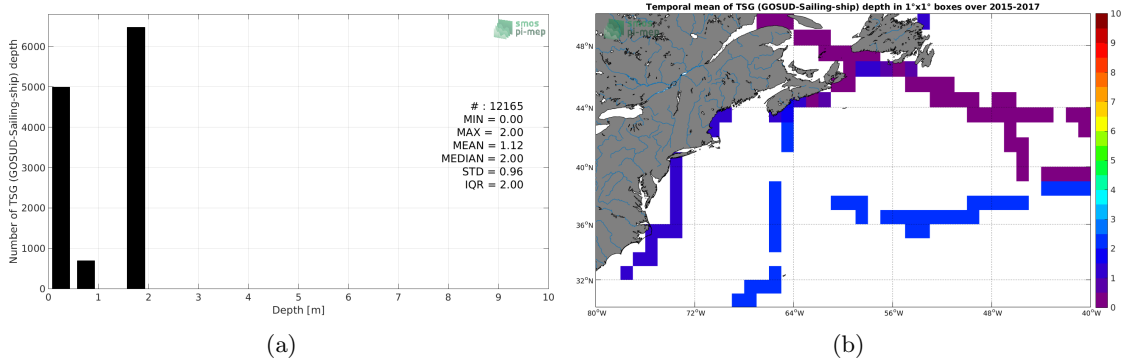 smos
pi-mep
6000
5000
4000
3000
2000
1000
0
Number of TSG (GOSUD-Sailing-ship) depth
# : 12165
MIN = 0.00
MAX = 2.00
MEAN = 1.12
MEDIAN = 2.00
STD = 0.96
IQR = 2.00
0 1 2 3 4 5 6 7 8 9 10
Depth [m]
(a)
Temporal mean of TSG (GOSUD-Sailing-ship) depth in 1°x1° boxes over 2015-2017
smos
pi-mep
48°N
44°N
40°N
36°N
32°N
80°W 72°W 64°W 56°W 48°W 40°W
10
9
8
7
6
5
4
3
2
1
0
(b)